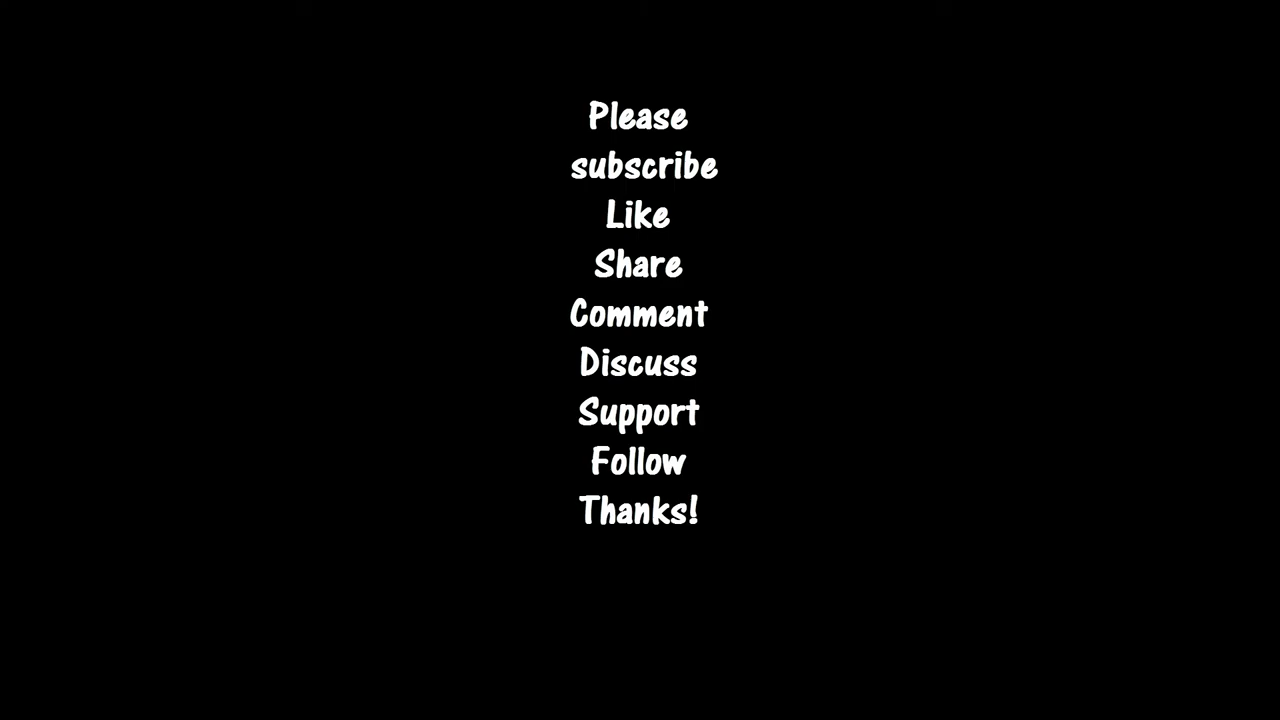 Please
subscribe
Like
Share
Comment
Discuss
Support
Follow
Thanks!